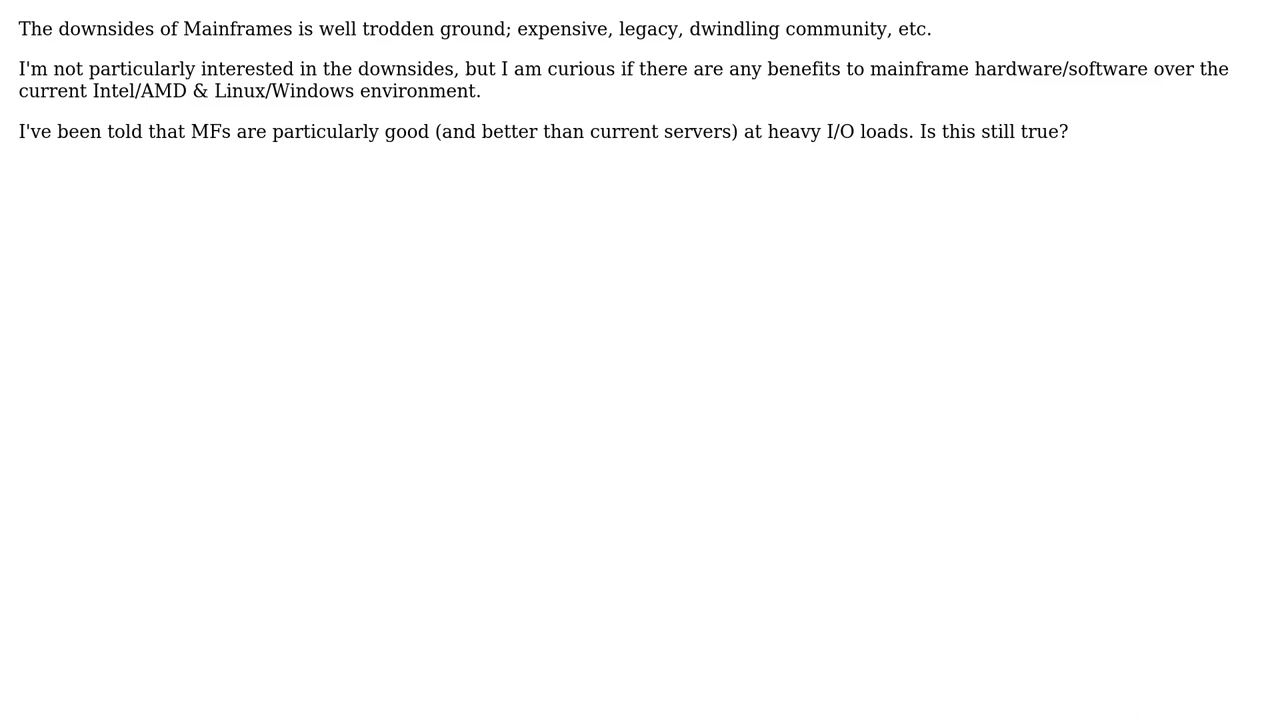 The downsides of Mainframes is well trodden ground; expensive, legacy, dwindling community, etc.
I'm not particularly interested in the downsides, but I am curious if there are any benefits to mainframe hardware/software over the
current Intel/AMD & Linux/Windows environment.
I've been told that MFs are particularly good (and better than current servers) at heavy I/O loads. Is this still true?